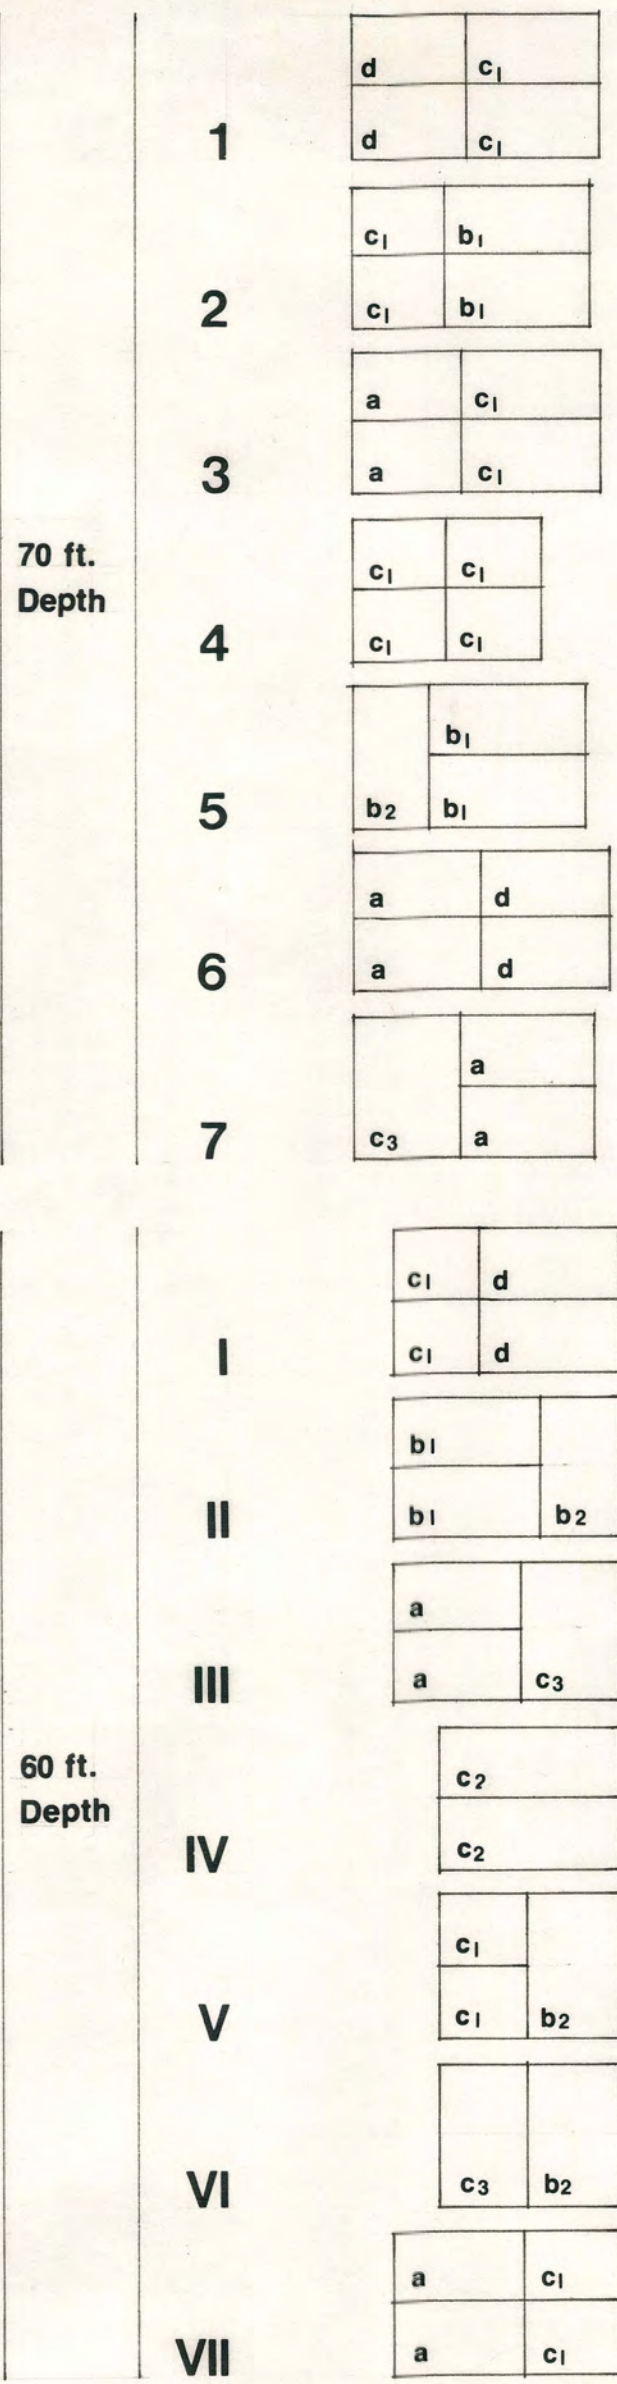 d c1
1 d c1
c1 b1
2 c1 b1
a c1
3 a c1
70 ft.
Depth
c1 c1
4 c1 c1
b1
5 b2 b1
a d
6 a d
a
7 c3 a
c1 d
I c1 d
b1
II b1 b2
a
III a c3
60 ft.
Depth
c2
IV c2
c1
V c1 b2
VI c3 b2
a c1
VII a c1